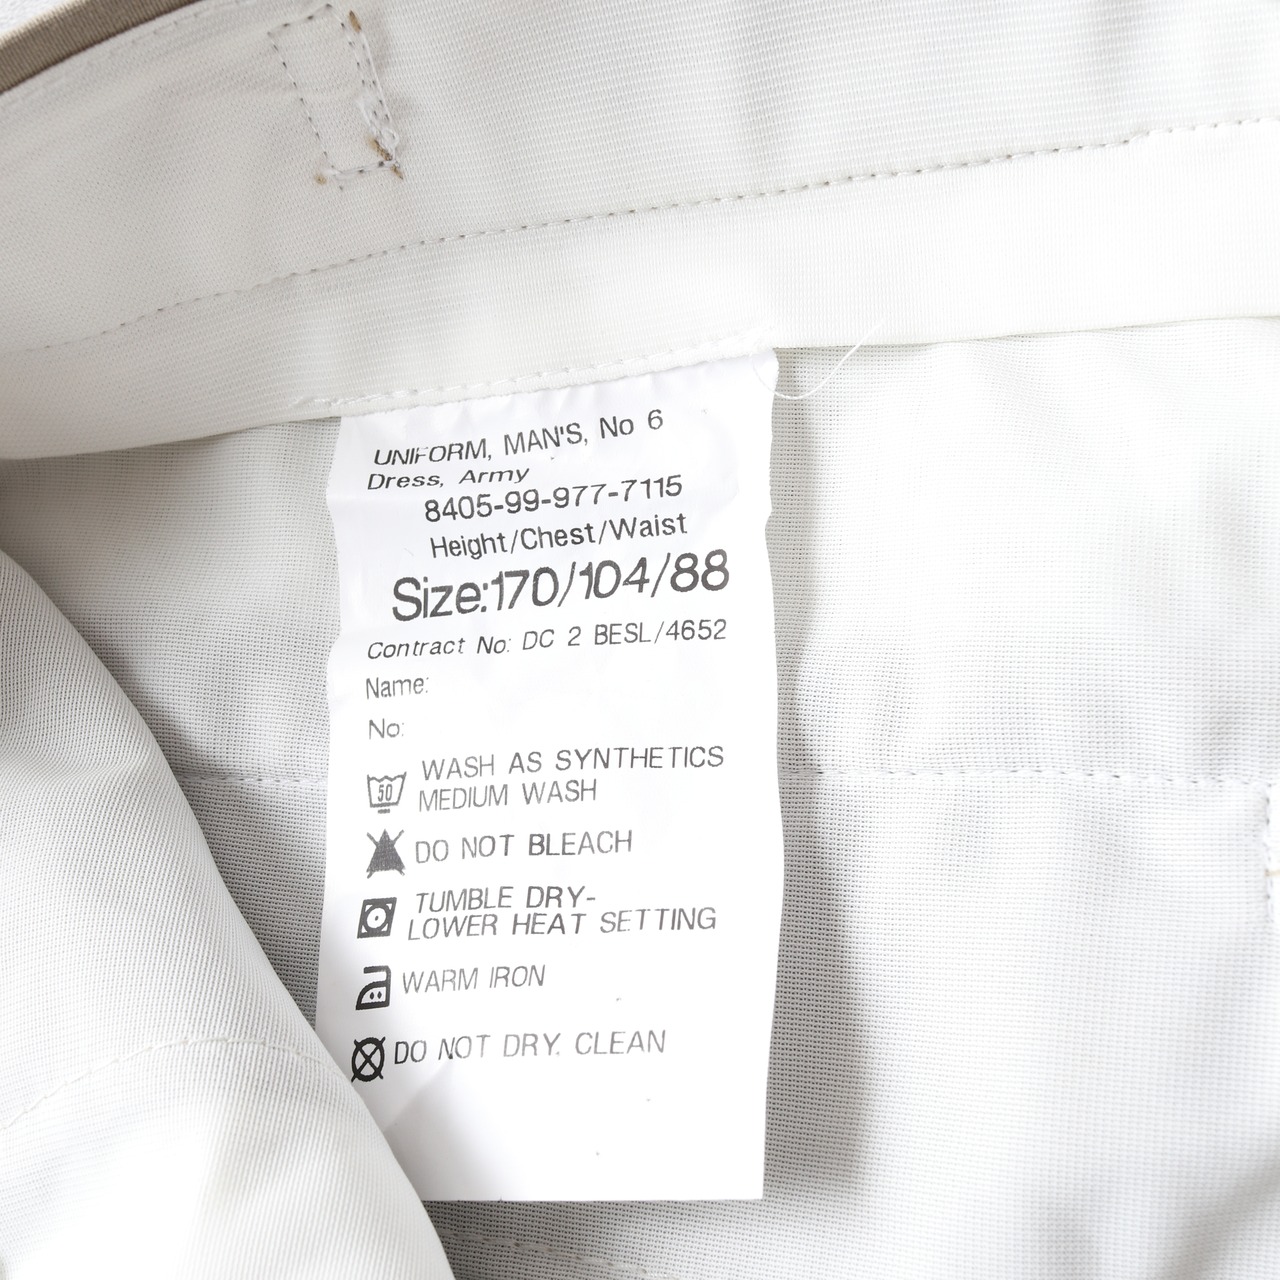 UNIFORM, MAN'S, No 6
Dress, Army
8405-99-977-7115
Height/Chest/Waist
Size:170/104/88
Contract No: DC 2 BESL/4652
Name:
No:
50
WASH AS SYNTHETICS
MEDIUM WASH
DO NOT BLEACH
TUMBLE DRY-
LOWER HEAT SETTING
WARM IRON
DO NOT DRY. CLEAN